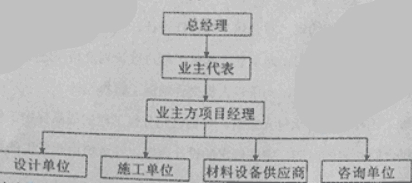 总经理
业主代表
业主方项目经理
设计单位
施工单位
材料设备供应商
咨询单位